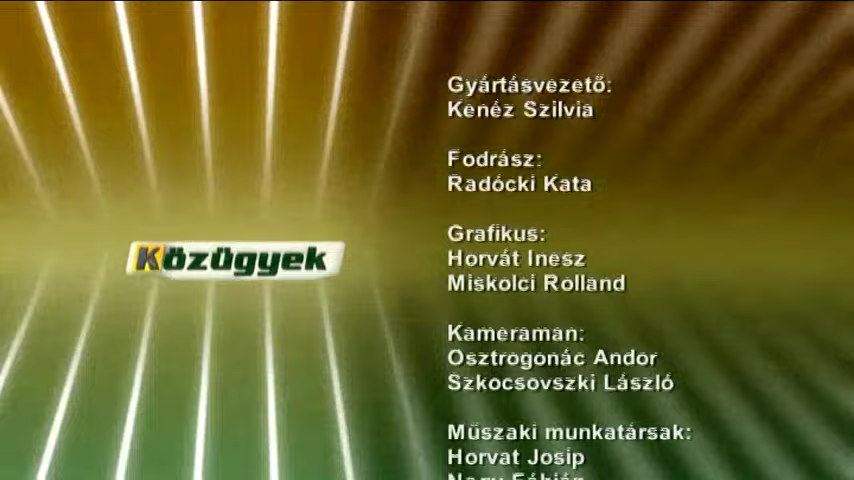 Gyártásvezető:
Kenéz Szilvia
Fodrász:
Radócki Kata
Grafikus:
Horvát Inesz
Miskolci Rolland
Közügyek
Kameraman:
Osztrogonác Andor
Szkocsovszki László
Műszaki munkatársak:
Horvat Josip